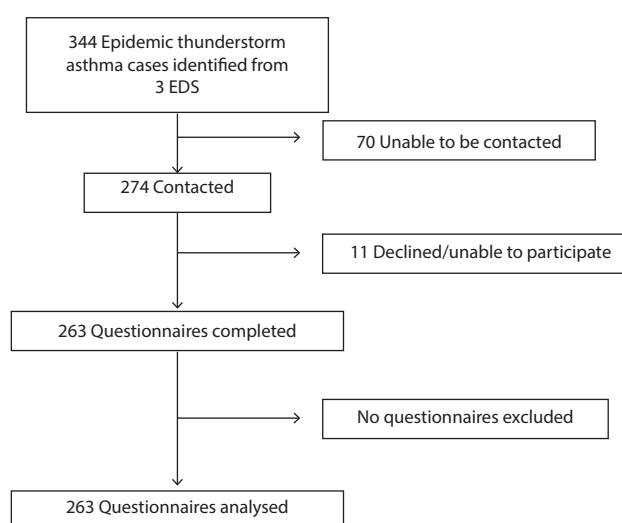 344 Epidemic thunderstorm
asthma cases identified from
3 EDS
70 Unable to be contacted
274 Contacted
11 Declined/unable to participate
263 Questionnaires completed
No questionnaires excluded
263 Questionnaires analysed